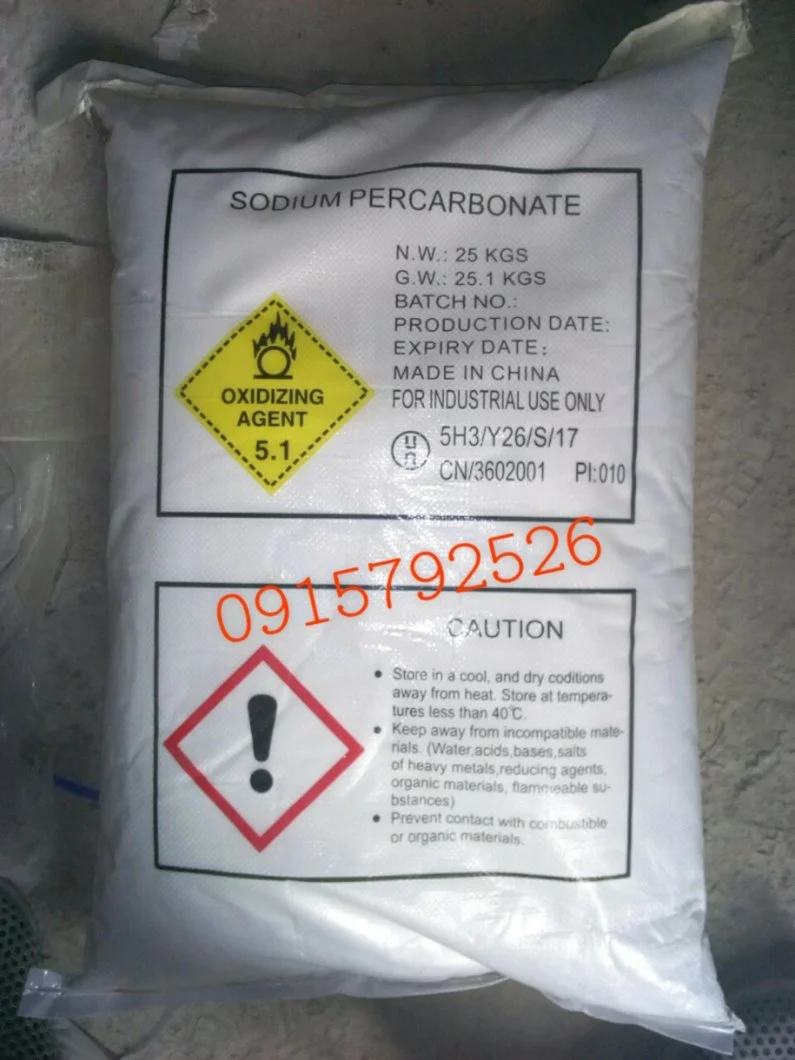 SODIUM PERCARBONATE
N.W.: 25 KGS
G.W.: 25.1 KGS
BATCH NO.:
PRODUCTION DATE:
EXPIRY DATE:
MADE IN CHINA
FOR INDUSTRIAL USE ONLY
un 5H3/Y26/S/17
CN/3602001 PI:010
OXIDIZING
AGENT
5.1
0915792526
CAUTION
● Store in a cool, and dry coditions
away from heat. Store at tempera-
tures less than 40℃.
● Keep away from incompatible mate-
rials. (Water,acids,bases,salts
of heavy metals,reducing agents,
organic materials, flammeable su-
bstances)
● Prevent contact with combustible
or organic materials.